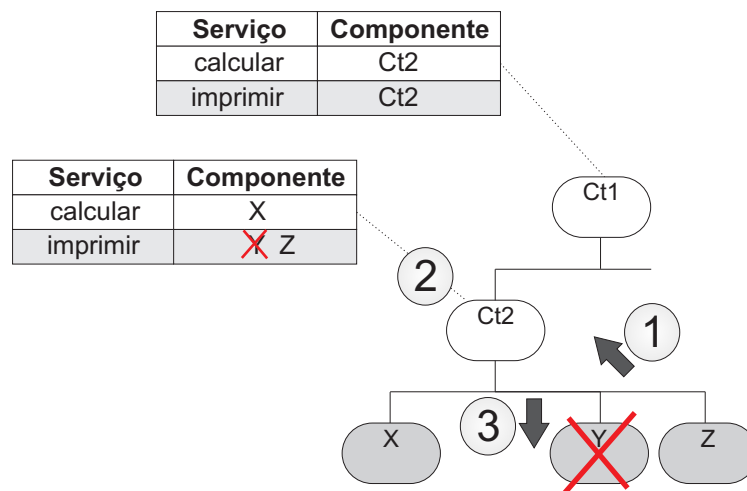 Serviço Componente
calcular Ct2
imprimir Ct2
Serviço Componente
calcular X
imprimir Y Z
Ct1
2
Ct2
1
3
X
Y
Z